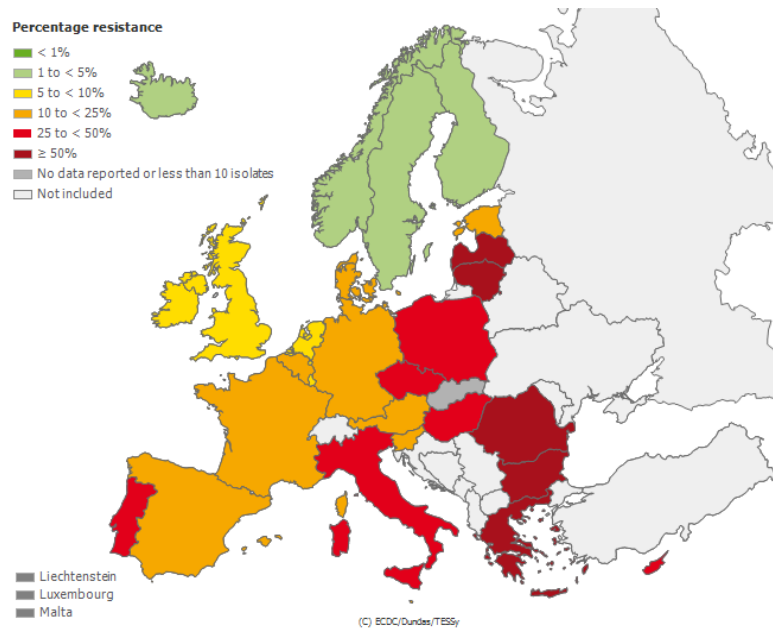 Percentage resistance
< 1%
1 to < 5%
5 to < 10%
10 to < 25%
25 to < 50%
≥ 50%
No data reported or less than 10 isolates
Not included
Liechtenstein
Luxembourg
Malta
(C) ECDC/Dundas/TESSy